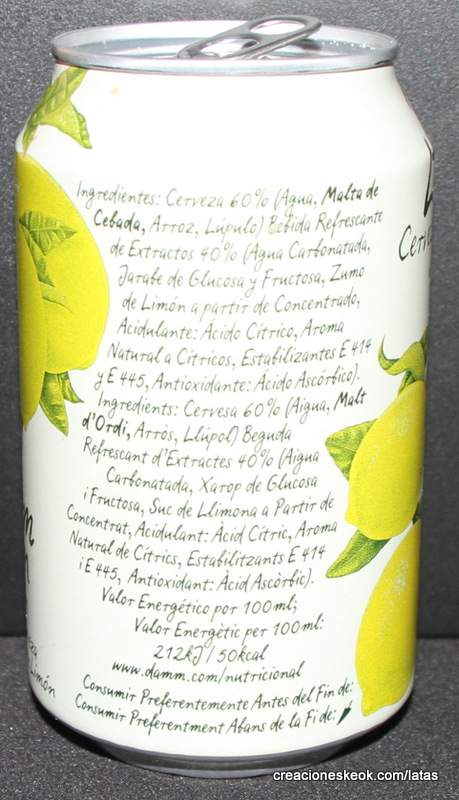 Ingredientes: Cerveza 60% (Agua, Malta de
Cebada, Arroz, Lúpulo) Bebida Refrescante
de Extractos 40% (Agua Carbonatada,
Jarabe de Glucosa y Fructosa, Zumo
de Limón a partir de Concentrado,
Acidulante: Ácido Cítrico, Aroma
Natural a Cítricos, Estabilizantes E 414
y E 445, Antioxidante: Ácido Ascórbico).
Ingredients: Cervesa 60% (Aigua, Malt
d'Ordi, Arròs, Llúpol) Beguda
Refrescant d'Extractes 40% (Aigua
Carbonatada, Xarop de Glucosa
i Fructosa, Suc de Llimona a Partir de
Concentrat, Acidulant: Àcid Cítric, Aroma
Natural de Cítrics, Estabilitzants E 414
i E 445, Antioxidant: Àcid Ascòrbic).
Valor Energético por 100ml;
Valor Energètic per 100ml:
212kJ / 50kcal
www.damm.com/nutricional
Consumir Preferentemente Antes del Fin de:
Consumir Preferentment Abans de la Fi de:
Limón
creacioneskeok.com/latas